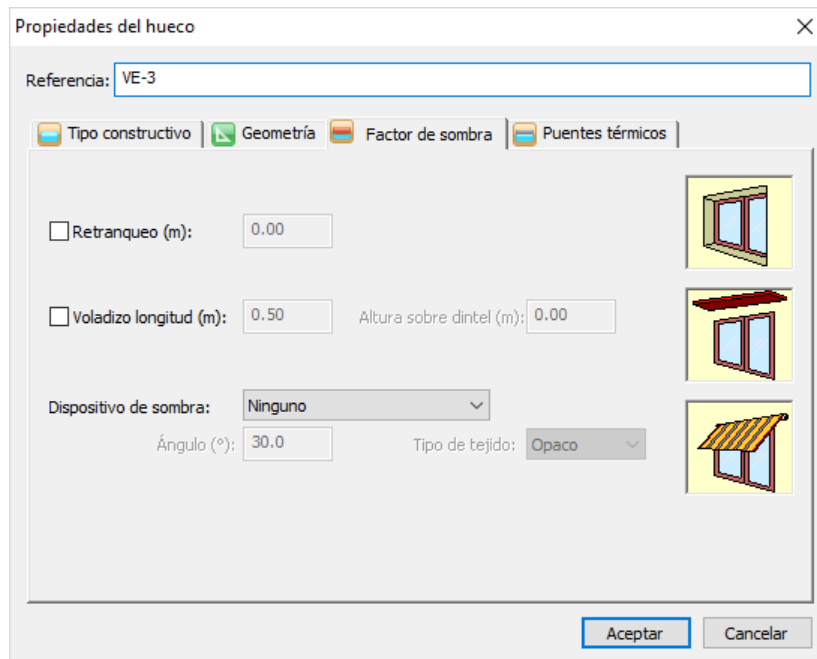 Propiedades del hueco
Referencia: VE-3
Tipo constructivo Geometría Factor de sombra Puentes térmicos
Retranqueo (m): 0.00
Voladizo longitud (m): 0.50 Altura sobre dintel (m): 0.00
Dispositivo de sombra: Ninguno
Ángulo (°): 30.0 Tipo de tejido: Opaco
Aceptar Cancelar